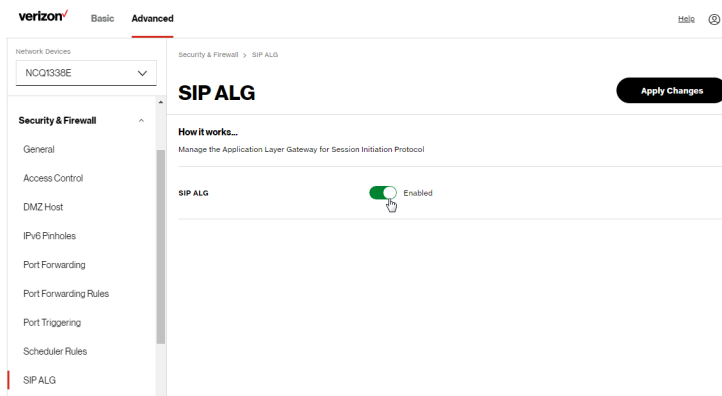 verizon
Basic
Advanced
Help
Network Devices
NCQ1338E
Security & Firewall > SIP ALG
SIP ALG
Apply Changes
Security & Firewall
General
Access Control
DMZ Host
IPv6 Pinholes
Port Forwarding
Port Forwarding Rules
Port Triggering
Scheduler Rules
SIP ALG
How it works...
Manage the Application Layer Gateway for Session Initiation Protocol
SIP ALG
Enabled